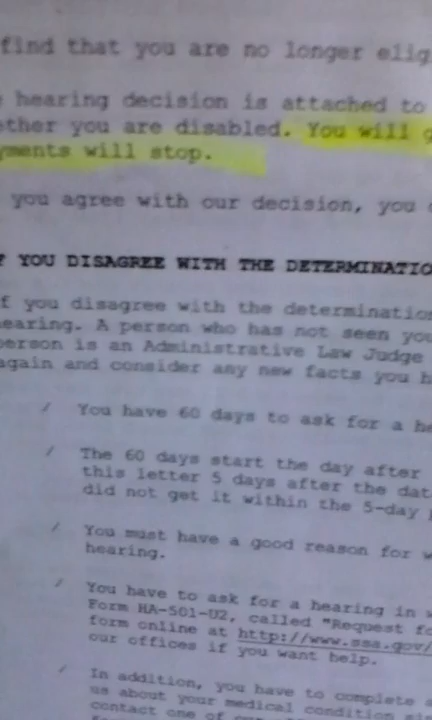 find that you are no longer elig
hearing decision is attached to
ether you are disabled. You will g
yments will stop.
you agree with our decision, you
YOU DISAGREE WITH THE DETERMINATIO
f you disagree with the determination
hearing. A person who has not seen you
person is an Administrative Law Judge
again and consider any new facts you h
/ You have 60 days to ask for a he
/ The 60 days start the day after
this letter 5 days after the dat
did not get it within the 5-day
/ You must have a good reason for w
hearing.
/ You have to ask for a hearing in w
Form HA-501-U2, called "Request fo
form online at http://www.ssa.gov/
our offices if you want help.
/ In addition, you have to complete a
us about your medical condition
contact one of